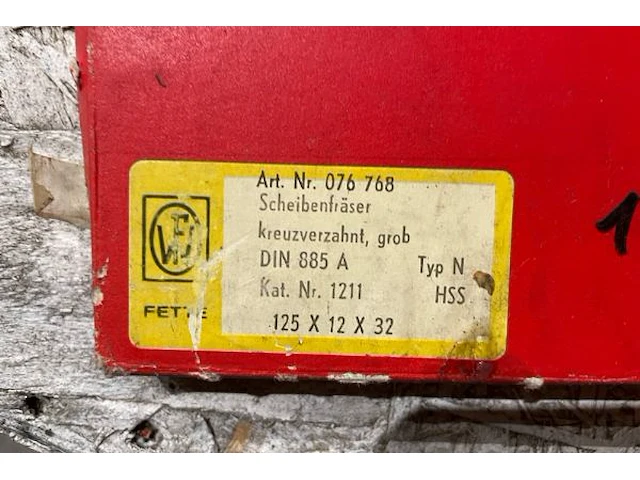 Art. Nr. 076 768
Scheibenfräser
kreuzverzahnt, grob
DIN 885 A Typ N
Kat. Nr. 1211 HSS
125 X 12 X 32
FETTE
1